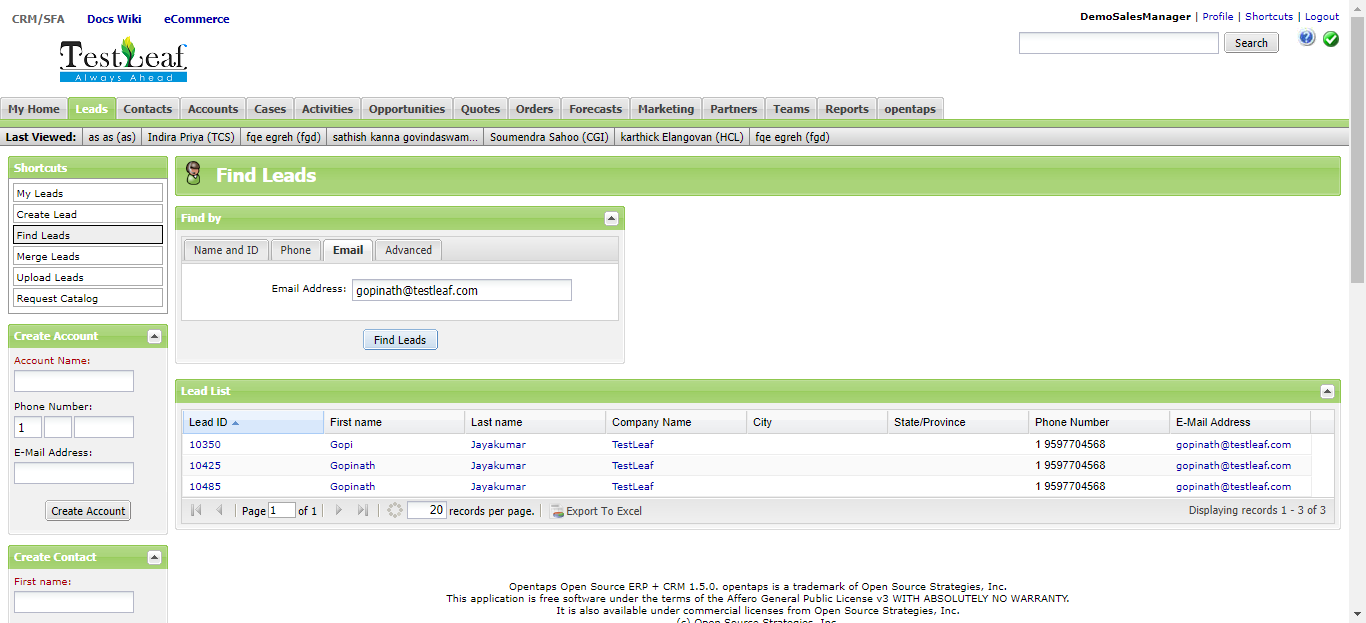 CRM/SFA Docs Wiki eCommerce
DemoSalesManager | Profile | Shortcuts | Logout
TestLeaf
Always Ahead
Search
My Home Leads Contacts Accounts Cases Activities Opportunities Quotes Orders Forecasts Marketing Partners Teams Reports opentaps
Last Viewed: as as (as) Indira Priya (TCS) fqe egreh (fgd) sathish kanna govindaswam... Soumendra Sahoo (CGI) karthick Elangovan (HCL) fqe egreh (fgd)
Shortcuts
My Leads
Create Lead
Find Leads
Merge Leads
Upload Leads
Request Catalog
Create Account
Account Name:
Phone Number:
1
E-Mail Address:
Create Account
Create Contact
First name:
Find Leads
Find by
Name and ID Phone Email Advanced
Email Address: gopinath@testleaf.com
Find Leads
Lead List
Lead ID First name Last name Company Name City State/Province Phone Number E-Mail Address
10350 Gopi Jayakumar TestLeaf 1 9597704568 gopinath@testleaf.com
10425 Gopinath Jayakumar TestLeaf 1 9597704568 gopinath@testleaf.com
10485 Gopinath Jayakumar TestLeaf 1 9597704568 gopinath@testleaf.com
Page 1 of 1 20 records per page. Export To Excel Displaying records 1 - 3 of 3
Opentaps Open Source ERP + CRM 1.5.0. opentaps is a trademark of Open Source Strategies, Inc.
This application is free software under the terms of the Affero General Public License v3 WITH ABSOLUTELY NO WARRANTY.
It is also available under commercial licenses from Open Source Strategies, Inc.
(c) Open Source Strategies, Inc.